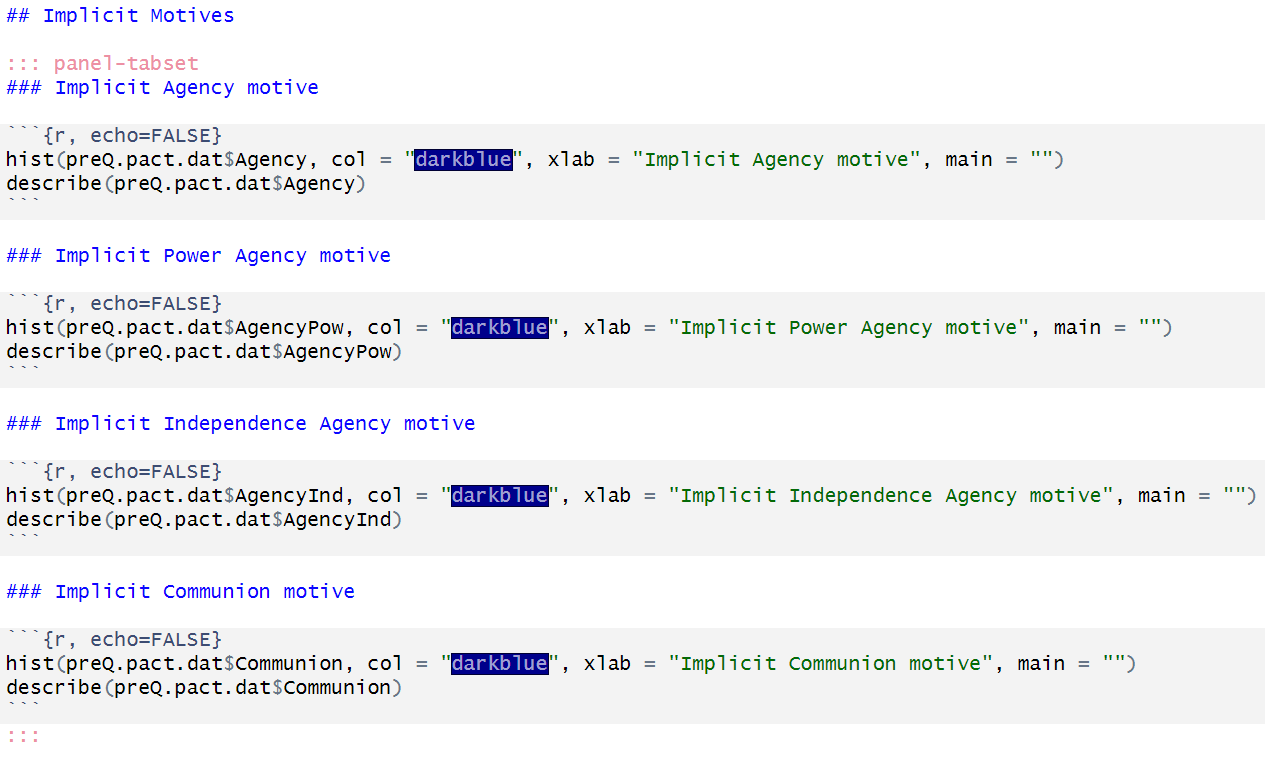 ## Implicit Motives
::: panel-tabset
### Implicit Agency motive
```{r, echo=FALSE}
hist(preQ.pact.dat$Agency, col = "darkblue", xlab = "Implicit Agency motive", main = "")
describe(preQ.pact.dat$Agency)
```
### Implicit Power Agency motive
```{r, echo=FALSE}
hist(preQ.pact.dat$AgencyPow, col = "darkblue", xlab = "Implicit Power Agency motive", main = "")
describe(preQ.pact.dat$AgencyPow)
```
### Implicit Independence Agency motive
```{r, echo=FALSE}
hist(preQ.pact.dat$AgencyInd, col = "darkblue", xlab = "Implicit Independence Agency motive", main = "")
describe(preQ.pact.dat$AgencyInd)
```
### Implicit Communion motive
```{r, echo=FALSE}
hist(preQ.pact.dat$Communion, col = "darkblue", xlab = "Implicit Communion motive", main = "")
describe(preQ.pact.dat$Communion)
```
:::